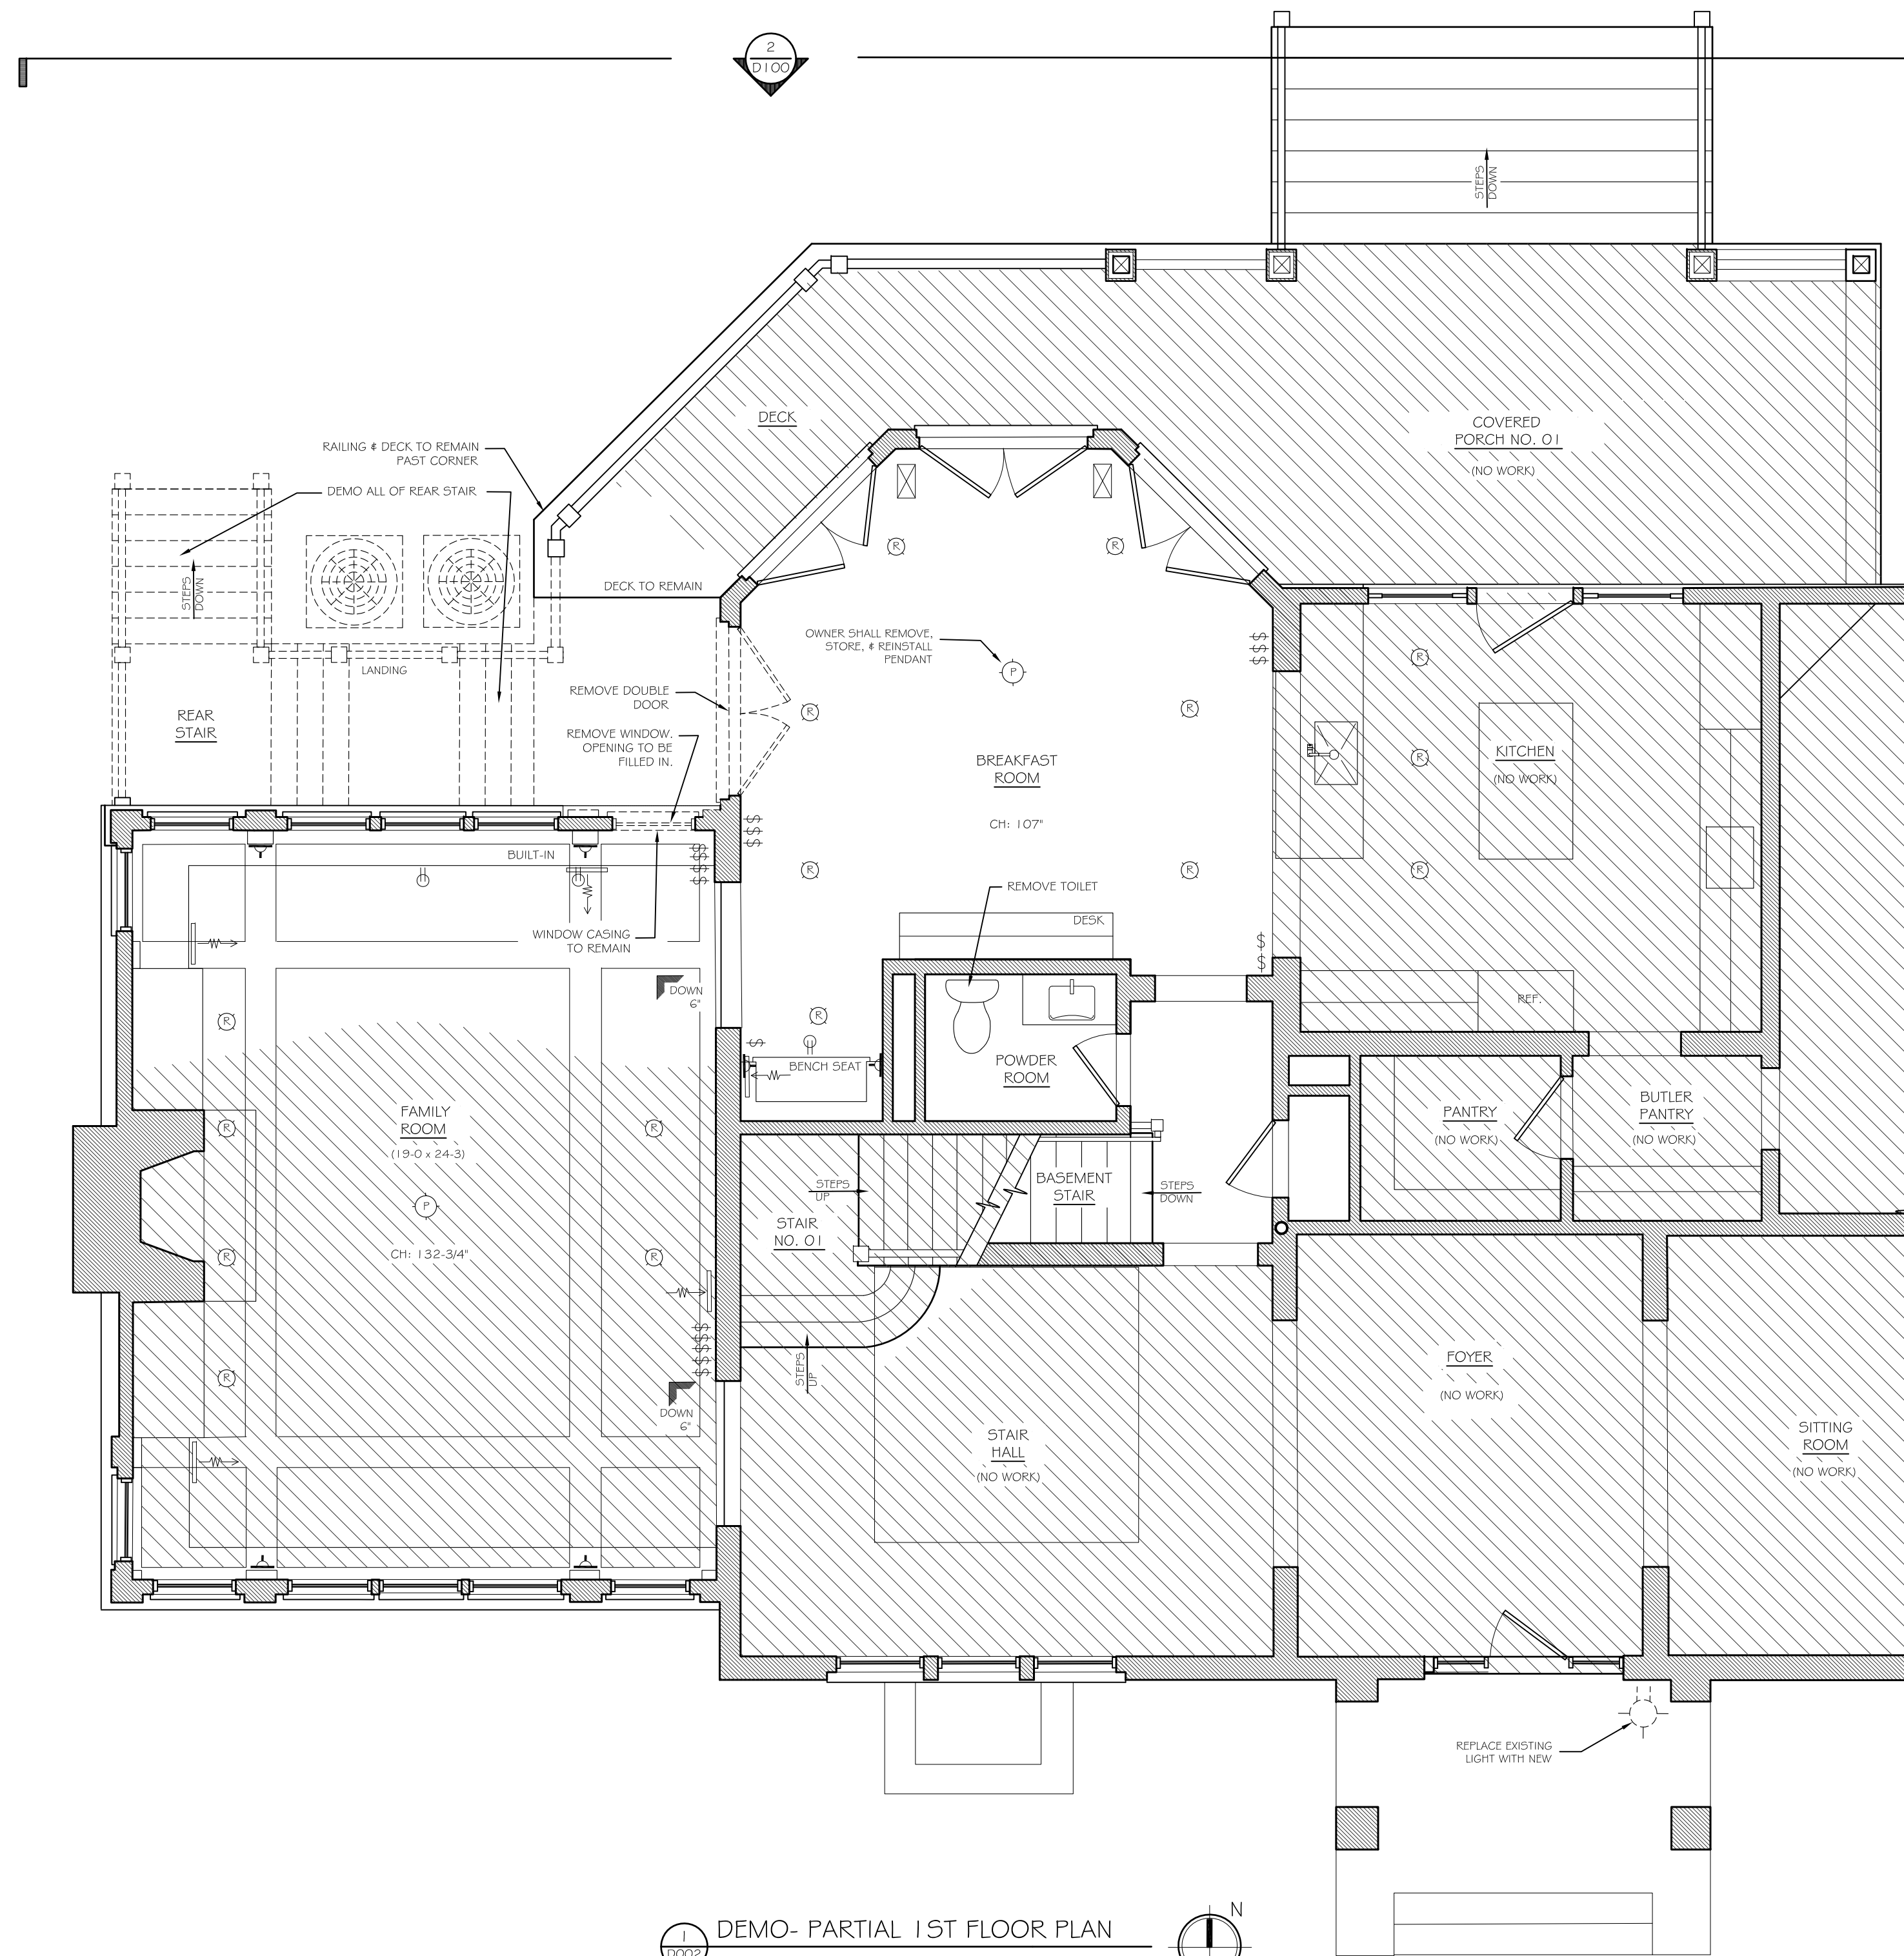 2
D100
STEPS
DOWN
DECK
COVERED
PORCH NO. 01
(NO WORK)
RAILING & DECK TO REMAIN
PAST CORNER
DEMO ALL OF REAR STAIR
STEPS
DOWN
DECK TO REMAIN
R
R
OWNER SHALL REMOVE,
STORE, & REINSTALL
PENDANT
P
S
S
S
R
LANDING
REMOVE DOUBLE
DOOR
R
R
REAR
STAIR
REMOVE WINDOW.
OPENING TO BE
FILLED IN.
BREAKFAST
ROOM
CH: 107"
R
KITCHEN
(NO WORK)
S
S
S
BUILT-IN
S
S
S
S
R
R
R
REMOVE TOILET
DESK
WINDOW CASING
TO REMAIN
S
S
DOWN
6"
REF.
R
R
S
BENCH SEAT
POWDER
ROOM
FAMILY
ROOM
(19-0 x 24-3)
R
R
PANTRY
(NO WORK)
BUTLER
PANTRY
(NO WORK)
P
CH: 132-3/4"
R
R
STEPS
UP
BASEMENT
STAIR
STEPS
DOWN
STAIR
NO. 01
S
S
S
S
S
R
DOWN
6"
STEPS
UP
FOYER
(NO WORK)
STAIR
HALL
(NO WORK)
SITTING
ROOM
(NO WORK)
REPLACE EXISTING
LIGHT WITH NEW
1
D002
DEMO- PARTIAL 1ST FLOOR PLAN
N